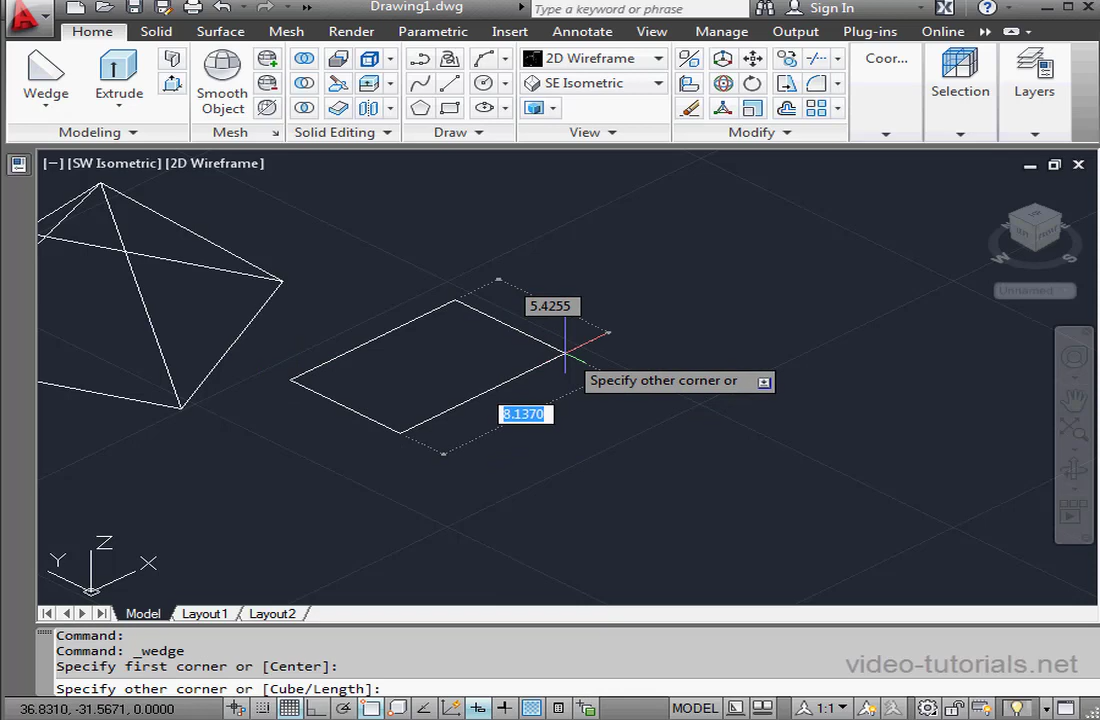 Drawing1.dwg
Type a keyword or phrase
Sign In
Home Solid Surface Mesh Render Parametric Insert Annotate View Manage Output Plug-ins Online
Wedge
Extrude
Smooth
Object
2D Wireframe
SE Isometric
Coor...
Selection
Layers
Modeling
Mesh
Solid Editing
Draw
View
Modify
[−][SW Isometric][2D Wireframe]
W
S
Unnamed
5.4255
Specify other corner or
8.1370
Z
Y
X
Model Layout1 Layout2
Command:
Command: _wedge
Specify first corner or [Center]:
Specify other corner or [Cube/Length]:
video-tutorials.net
36.8310, -31.5671, 0.0000
MODEL
1:1